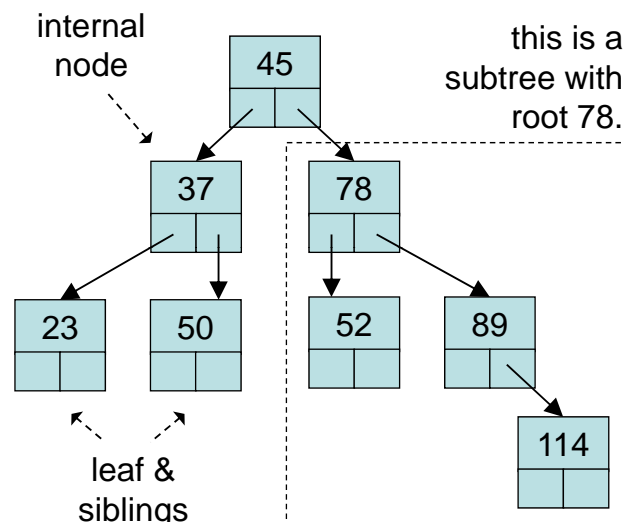 internal
node
this is a
subtree with
root 78.
45
37
78
23
50
52
89
114
leaf &
siblings